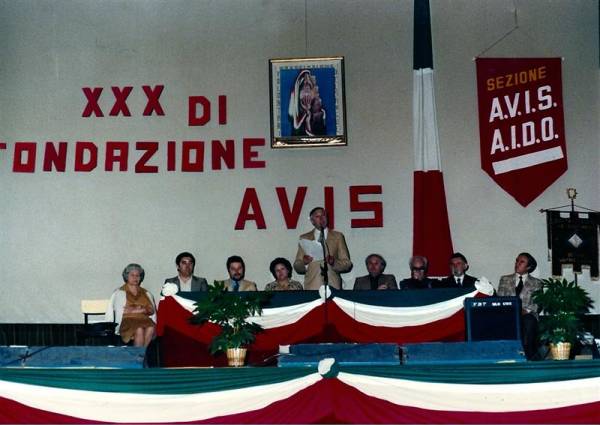 XXX DI
FONDAZIONE
AVIS
SEZIONE
A.V.I.S.
A.I.D.O.